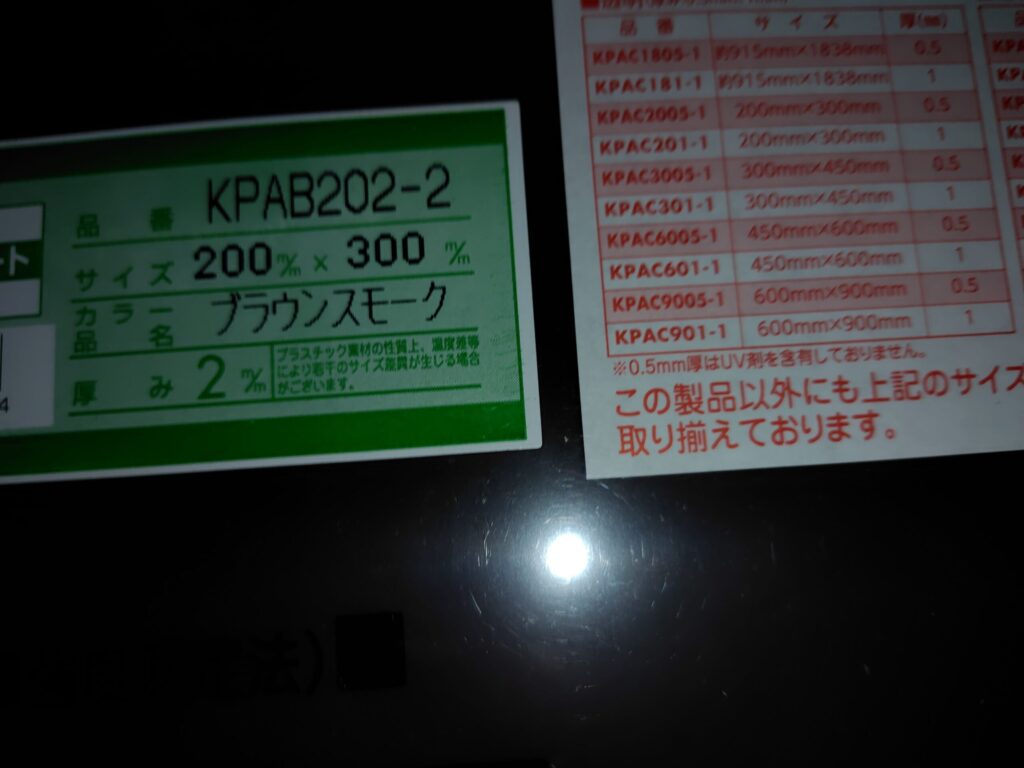 ート
4
品番 KPAB202-2
サイズ 200m/m × 300m/m
カラー品名 ブラウンスモーク
厚み 2m/m
プラスチック素材の性質上、温度差等
により若干のサイズ差異が生じる場合
がございます。
品番 サイズ 厚(㎜)
KPAC1805-1 約915mm×1838mm 0.5
KPAC181-1 約915mm×1838mm 1
KPAC2005-1 200mm×300mm 0.5
KPAC201-1 200mm×300mm 1
KPAC3005-1 300mm×450mm 0.5
KPAC301-1 300mm×450mm 1
KPAC6005-1 450mm×600mm 0.5
KPAC601-1 450mm×600mm 1
KPAC9005-1 600mm×900mm 0.5
KPAC901-1 600mm×900mm 1
※0.5mm厚はUV剤を含有しておりません。
この製品以外にも上記のサイズ
取り揃えております。
法)